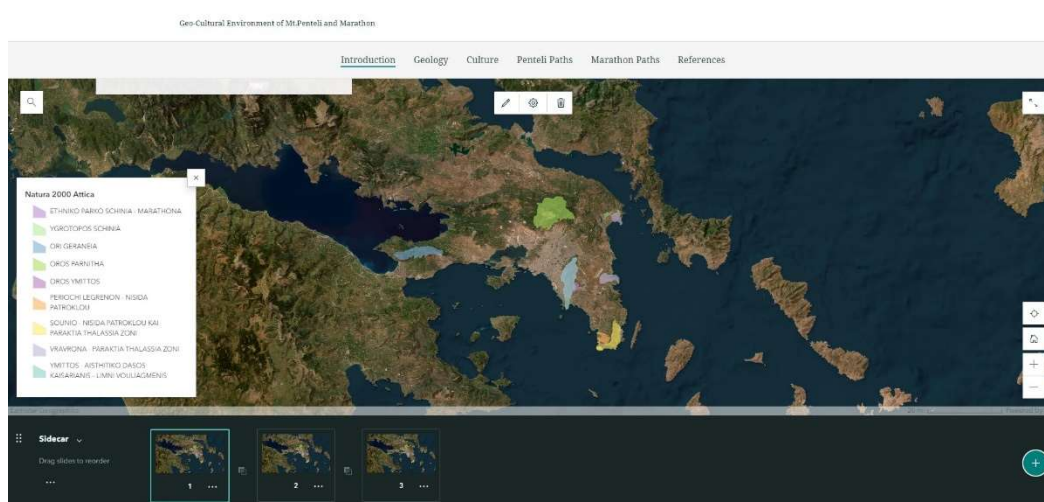 Geo-Cultural Environment of Mt.Penteli and Marathon
Introduction Geology Culture Penteli Paths Marathon Paths References
Natura 2000 Attica
ETHNIKO PARKO SCHINIA - MARATHONA
YGROTOPOS SCHINIA
ORI GERANEIA
OROS PARNITHA
OROS YMITTOS
PERIOCHI LEGRENON - NISIDA
PATROKLOU
SOUNIO - NISIDA PATROKLOU KAI
PARAKTIA THALASSIA ZONI
VRAVRONA - PARAKTIA THALASSIA ZONI
YMITTOS - AISTHITIKO DASOS
KAISARIANIS - LIMNI VOULIAGMENIS
Sidecar
Drag slides to reorder
1 2 3